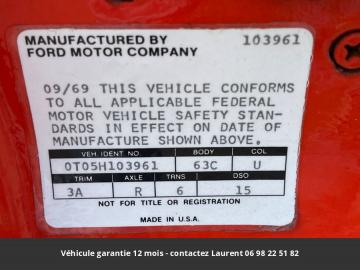 MANUFACTURED BY 103961
FORD MOTOR COMPANY
09/69 THIS VEHICLE CONFORMS
TO ALL APPLICABLE FEDERAL
MOTOR VEHICLE SAFETY STAN-
DARDS IN EFFECT ON DATE OF
MANUFACTURE SHOWN ABOVE.
VEH IDENT NO BODY COL
0T05H103961 63C U
TRIM AXLE TRNS DSO
3A R 6 15
NOT FOR TITLE OR REGISTRATION
MADE IN U.S.A.
Véhicule garantie 12 mois - contactez Laurent 06 98 22 51 82